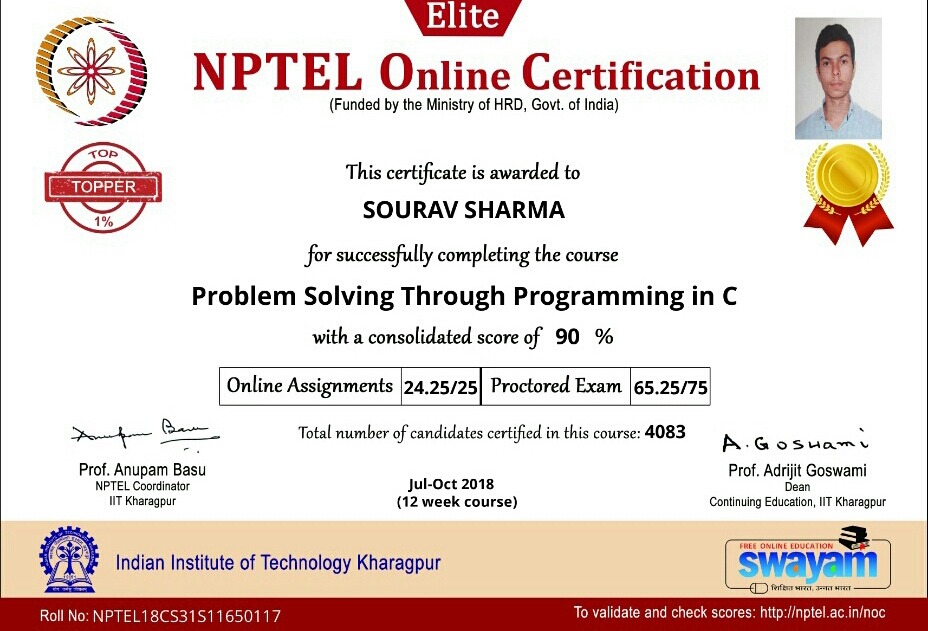 Elite
NPTEL Online Certification
(Funded by the Ministry of HRD, Govt. of India)
TOP
TOPPER
1%
This certificate is awarded to
SOURAV SHARMA
for successfully completing the course
Problem Solving Through Programming in C
with a consolidated score of 90 %
Online Assignments 24.25/25 Proctored Exam 65.25/75
Total number of candidates certified in this course: 4083
Anupam Basu
Prof. Anupam Basu
NPTEL Coordinator
IIT Kharagpur
Jul-Oct 2018
(12 week course)
A. Goswami
Prof. Adrijit Goswami
Dean
Continuing Education, IIT Kharagpur
Indian Institute of Technology Kharagpur
FREE ONLINE EDUCATION
swayam
शिक्षित भारत, उन्नत भारत
Roll No: NPTEL18CS31S11650117
To validate and check scores: http://nptel.ac.in/noc